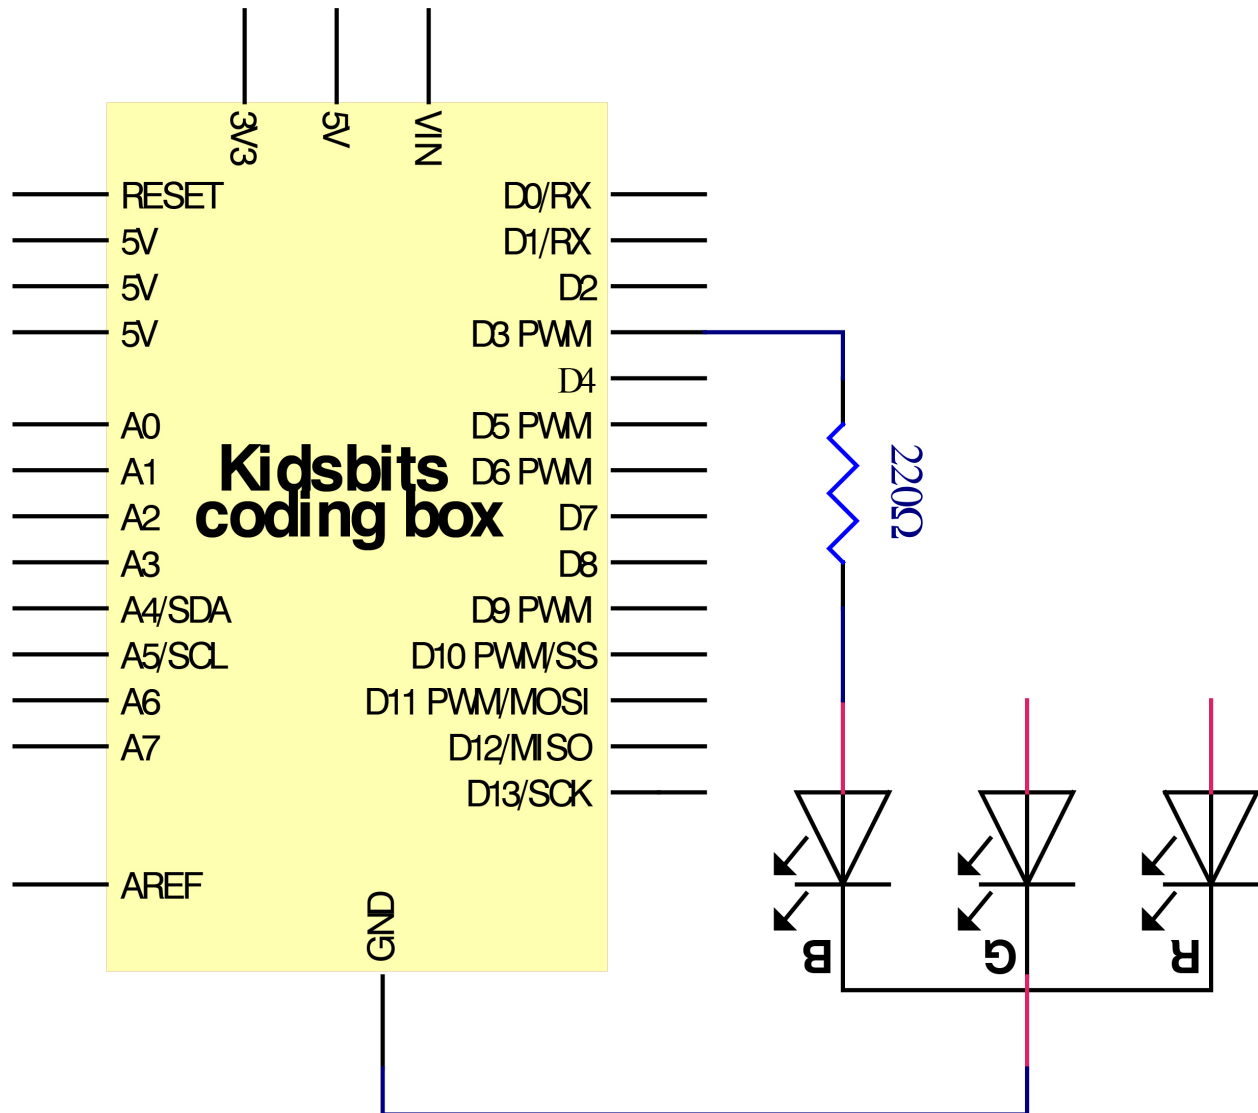 3V3
5V
VIN
RESET
5V
5V
5V
A0
A1
A2
A3
A4/SDA
A5/SCL
A6
A7
AREF
Kidsbits
coding box
D0/RX
D1/RX
D2
D3 PWM
D4
D5 PWM
D6 PWM
D7
D8
D9 PWM
D10 PWM/SS
D11 PWM/MOSI
D12/MISO
D13/SCK
GND
220Ω
B
G
R